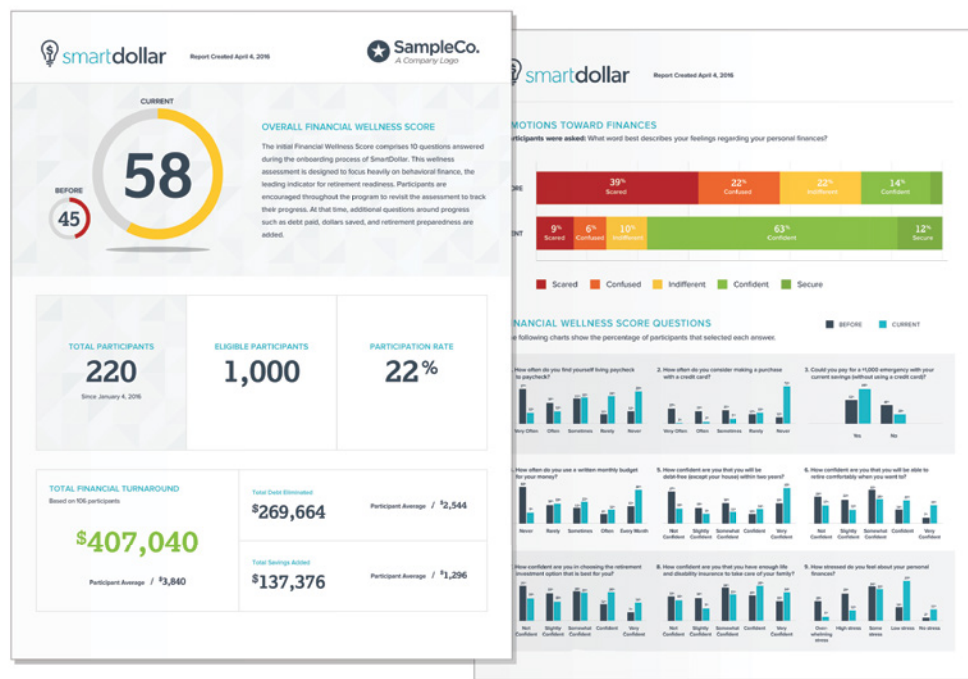 smartdollar
Report Created April 4, 2016
SampleCo.
A Company Logo
CURRENT
58
BEFORE
45
OVERALL FINANCIAL WELLNESS SCORE
The initial Financial Wellness Score comprises 10 questions answered
during the onboarding process of SmartDollar. This wellness
assessment is designed to focus heavily on behavioral finance, the
leading indicator for retirement readiness. Participants are
encouraged throughout the program to revisit the assessment to track
their progress. At that time, additional questions around progress
such as debt paid, dollars saved, and retirement preparedness are
added.
TOTAL PARTICIPANTS
220
Since January 4, 2016
ELIGIBLE PARTICIPANTS
1,000
PARTICIPATION RATE
22%
TOTAL FINANCIAL TURNAROUND
Based on 106 participants
$407,040
Participant Average / $3,840
Total Debt Eliminated
$269,664
Participant Average / $2,544
Total Savings Added
$137,376
Participant Average / $1,296
smartdollar
Report Created April 4, 2016
MOTIONS TOWARD FINANCES
rticipants were asked: What word best describes your feelings regarding your personal finances?
ORE
39% Scared
22% Confused
22% Indifferent
14% Confident
ENT
9% Scared
6% Confused
10% Indifferent
63% Confident
12% Secure
Scared Confused Indifferent Confident Secure
NANCIAL WELLNESS SCORE QUESTIONS
BEFORE CURRENT
e following charts show the percentage of participants that selected each answer.
How often do you find yourself living paycheck
to paycheck?
Very Often Often Sometimes Rarely Never
2. How often do you consider making a purchase
with a credit card?
Very Often Often Sometimes Rarely Never
3. Could you pay for a $1,000 emergency with your
current savings (without using a credit card)?
Yes No
How often do you use a written monthly budget
for your money?
Never Rarely Sometimes Often Every Month
5. How confident are you that you will be
debt-free (except your house) within two years?
Not Confident Slightly Confident Somewhat Confident Confident Very Confident
6. How confident are you that you will be able to
retire comfortably when you want to?
Not Confident Slightly Confident Somewhat Confident Confident Very Confident
How confident are you in choosing the retirement
investment option that is best for you?
Not Confident Slightly Confident Somewhat Confident Confident Very Confident
8. How confident are you that you have enough life
and disability insurance to take care of your family?
Not Confident Slightly Confident Somewhat Confident Confident Very Confident
9. How stressed do you feel about your personal
finances?
Over-whelming stress High stress Some stress Low stress No stress